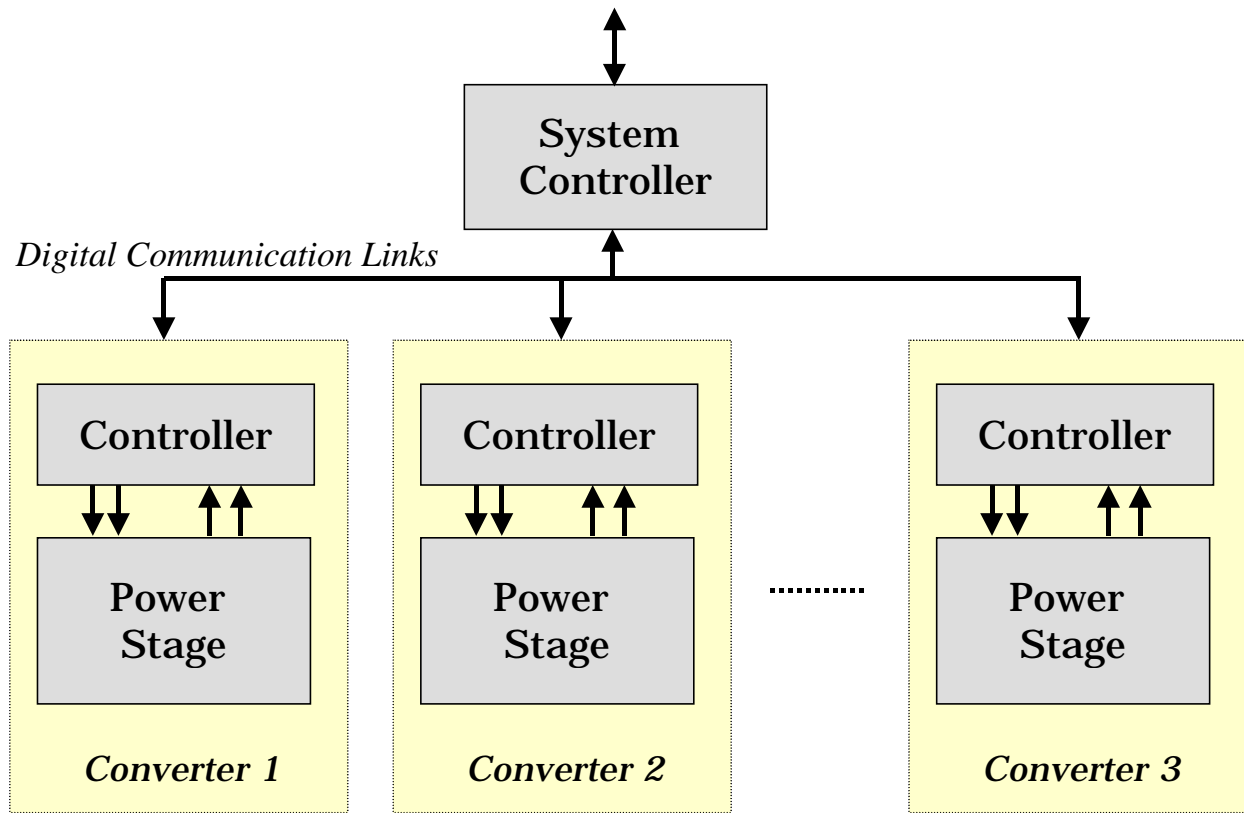 System
Controller
Digital Communication Links
Controller
Power
Stage
Converter 1
Controller
Power
Stage
Converter 2
Controller
Power
Stage
Converter 3